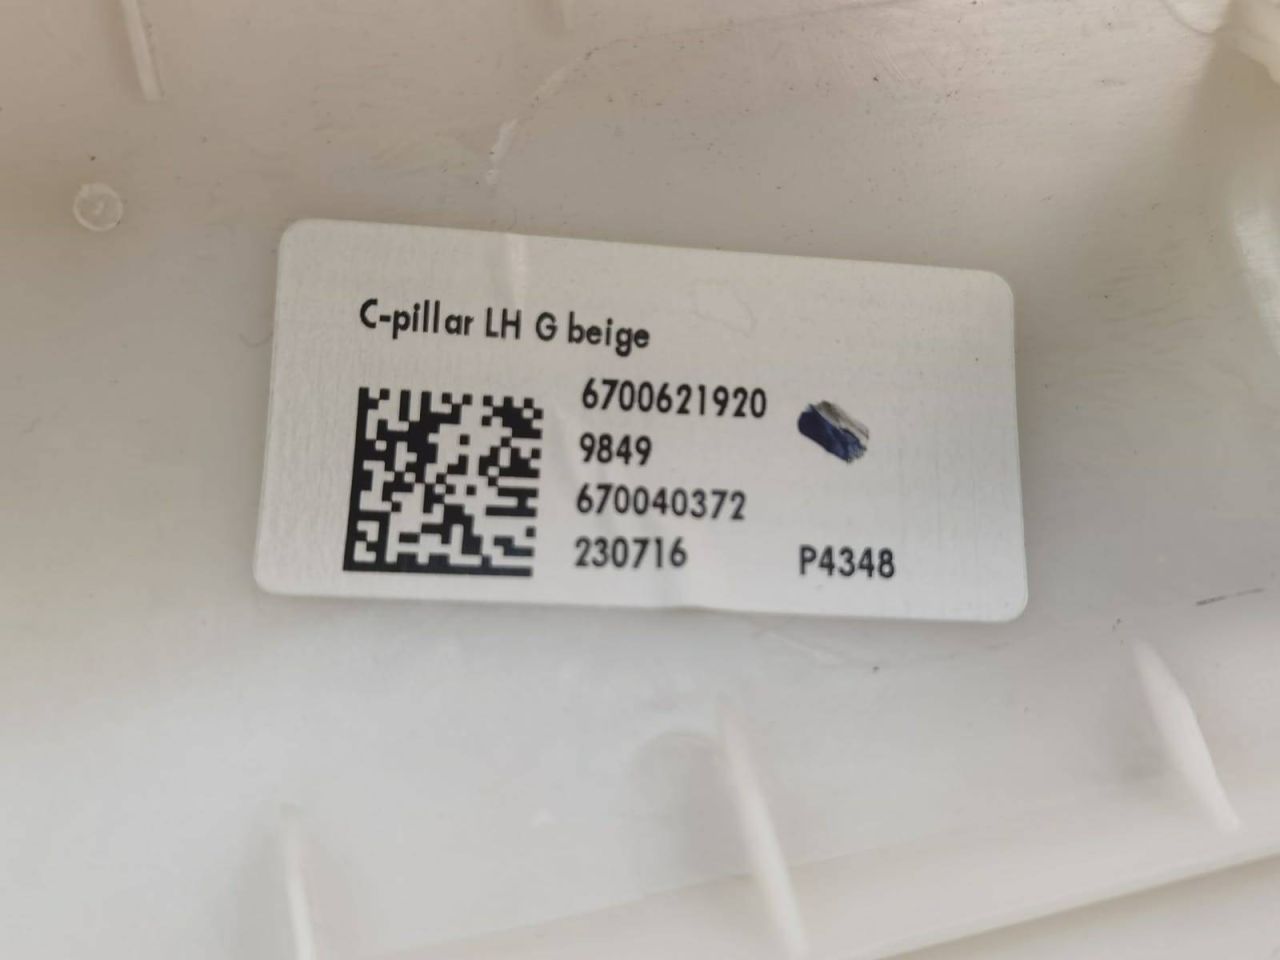 C-pillar LH G beige
6700621920
9849
670040372
230716 P4348